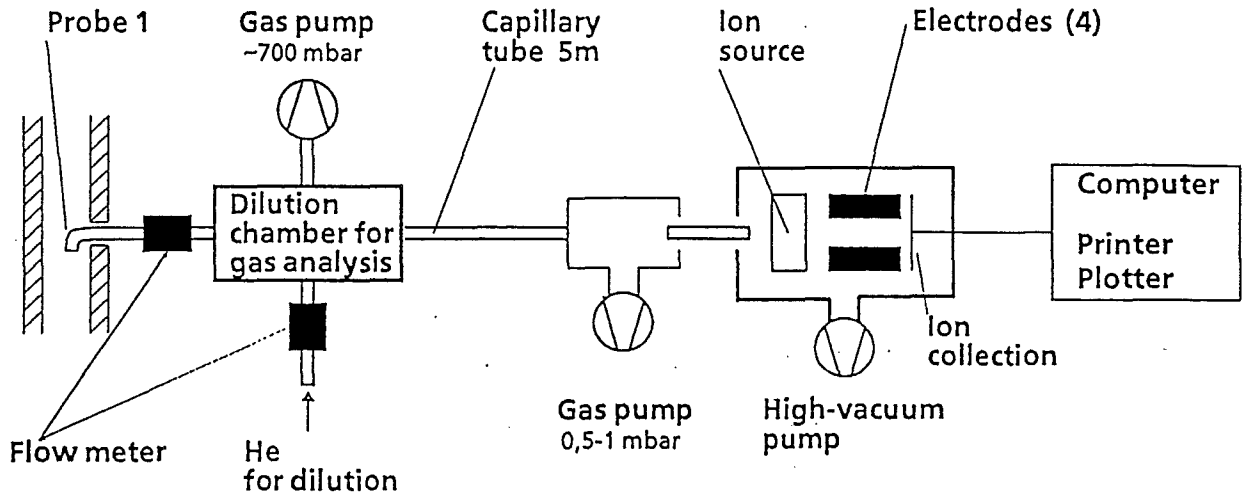 Probe 1
Gas pump
~700 mbar
Capillary
tube 5m
Ion
source
Electrodes (4)
Dilution
chamber for
gas analysis
Computer
Printer
Plotter
Ion
collection
Gas pump
0,5-1 mbar
High-vacuum
pump
Flow meter
He
for dilution